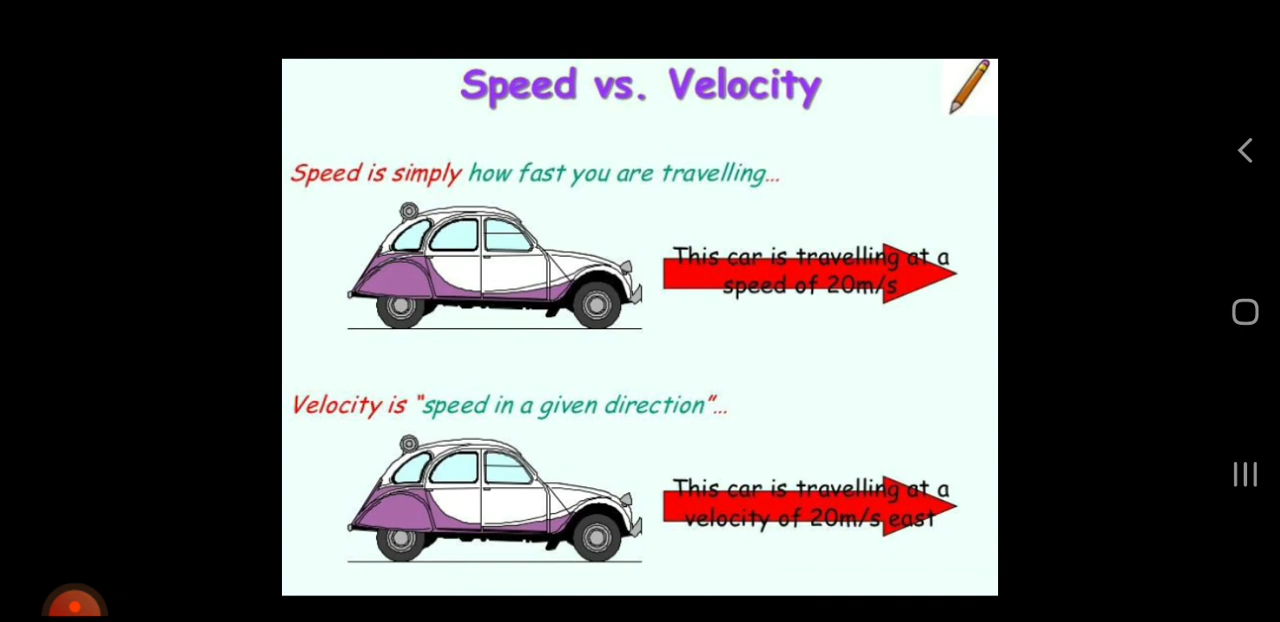 Speed vs. Velocity
Speed is simply how fast you are travelling…
This car is travelling at a
speed of 20m/s
Velocity is “speed in a given direction”…
This car is travelling at a
velocity of 20m/s east